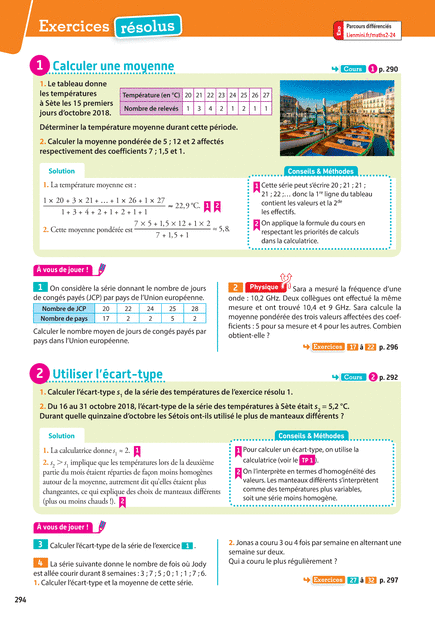 Exercices résolus
Exo
Parcours différenciés
Lienmini.fr/maths2-24
1 Calculer une moyenne
Cours 1 p. 290
1. Le tableau donne
les températures
à Sète les 15 premiers
jours d'octobre 2018.
Température (en °C) 20 21 22 23 24 25 26 27
Nombre de relevés 1 3 4 2 1 2 1 1
Déterminer la température moyenne durant cette période.
2. Calculer la moyenne pondérée de 5 ; 12 et 2 affectés
respectivement des coefficients 7 ; 1,5 et 1.
Solution
1. La température moyenne est :
1 × 20 + 3 × 21 + … + 1 × 26 + 1 × 27
1 + 3 + 4 + 2 + 1 + 2 + 1 + 1
≈ 22,9 °C. 1 2
2. Cette moyenne pondérée est
7 × 5 + 1,5 × 12 + 1 × 2
7 + 1,5 + 1
≈ 5,8.
Conseils & Méthodes
1 Cette série peut s'écrire 20 ; 21 ; 21 ;
21 ; 22 ;… donc la 1re ligne du tableau
contient les valeurs et la 2de
les effectifs.
2 On applique la formule du cours en
respectant les priorités de calculs
dans la calculatrice.
À vous de jouer !
1 On considère la série donnant le nombre de jours
de congés payés (JCP) par pays de l'Union européenne.
Nombre de JCP 20 22 24 25 28
Nombre de pays 17 2 2 5 2
Calculer le nombre moyen de jours de congés payés par
pays dans l'Union européenne.
2 Physique Sara a mesuré la fréquence d'une
onde : 10,2 GHz. Deux collègues ont effectué la même
mesure et ont trouvé 10,4 et 9 GHz. Sara calcule la
moyenne pondérée des trois valeurs affectées des coef-
ficients : 5 pour sa mesure et 4 pour les autres. Combien
obtient-elle ?
Exercices 17 à 22 p. 296
2 Utiliser l'écart-type
Cours 2 p. 292
1. Calculer l'écart-type s1 de la série des températures de l'exercice résolu 1.
2. Du 16 au 31 octobre 2018, l'écart-type de la série des températures à Sète était s2 ≈ 5,2 °C.
Durant quelle quinzaine d'octobre les Sétois ont-ils utilisé le plus de manteaux différents ?
Solution
1. La calculatrice donne s1 ≈ 2. 1
2. s2 > s1 implique que les températures lors de la deuxième
partie du mois étaient réparties de façon moins homogènes
autour de la moyenne, autrement dit qu'elles étaient plus
changeantes, ce qui explique des choix de manteaux différents
(plus ou moins chauds !). 2
Conseils & Méthodes
1 Pour calculer un écart-type, on utilise la
calculatrice (voir le TP 1).
2 On l'interprète en termes d'homogénéité des
valeurs. Les manteaux différents s'interprètent
comme des températures plus variables,
soit une série moins homogène.
À vous de jouer !
3 Calculer l'écart-type de la série de l'exercice 1.
4 La série suivante donne le nombre de fois où Jody
est allée courir durant 8 semaines : 3 ; 7 ; 5 ; 0 ; 1 ; 1 ; 7 ; 6.
1. Calculer l'écart-type et la moyenne de cette série.
2. Jonas a couru 3 ou 4 fois par semaine en alternant une
semaine sur deux.
Qui a couru le plus régulièrement ?
Exercices 27 à 32 p. 297
294